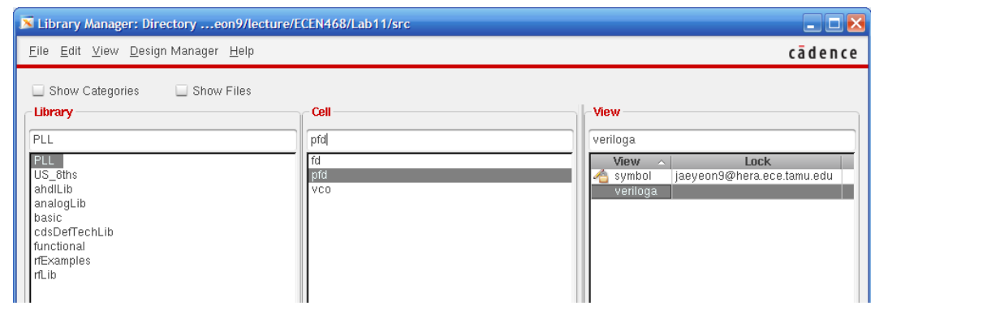 Library Manager: Directory ...eon9/lecture/ECEN468/Lab11/src
File Edit View Design Manager Help
cādence
Show Categories Show Files
Library
PLL
PLL
US_8ths
ahdlLib
analogLib
basic
cdsDefTechLib
functional
rfExamples
rfLib
Cell
pfd
fd
pfd
vco
View
veriloga
View Lock
symbol jaeyeon9@hera.ece.tamu.edu
veriloga